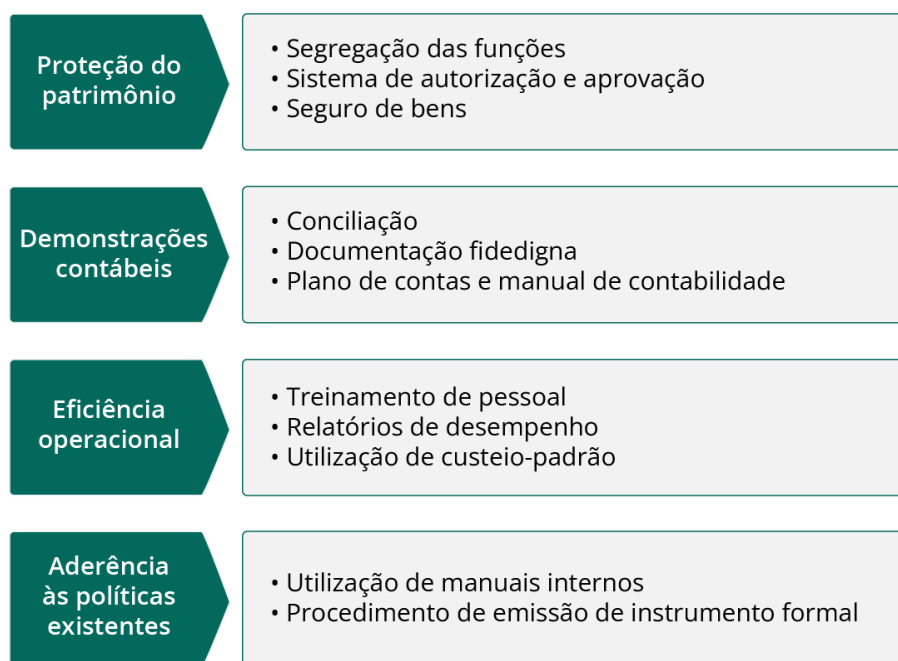 Proteção do
patrimônio
• Segregação das funções
• Sistema de autorização e aprovação
• Seguro de bens
Demonstrações
contábeis
• Conciliação
• Documentação fidedigna
• Plano de contas e manual de contabilidade
Eficiência
operacional
• Treinamento de pessoal
• Relatórios de desempenho
• Utilização de custeio-padrão
Aderência
às políticas
existentes
• Utilização de manuais internos
• Procedimento de emissão de instrumento formal